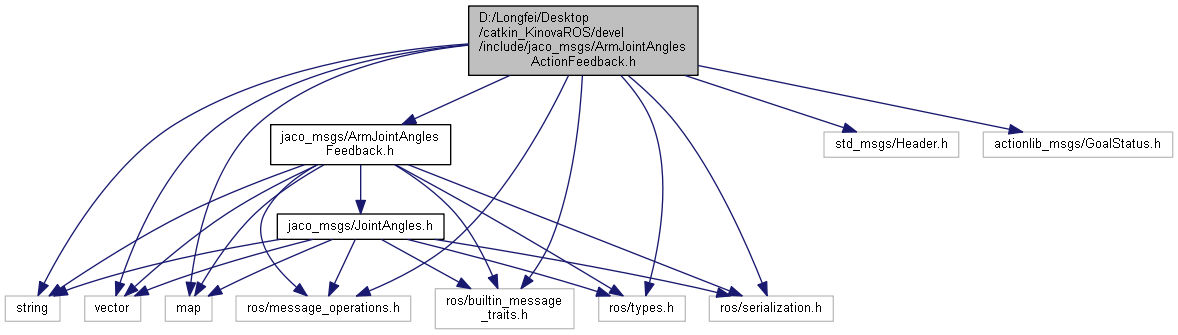 D:/Longfei/Desktop
/catkin_KinovaROS/devel
/include/jaco_msgs/ArmJointAngles
ActionFeedback.h
jaco_msgs/ArmJointAngles
Feedback.h
std_msgs/Header.h
actionlib_msgs/GoalStatus.h
jaco_msgs/JointAngles.h
string
vector
map
ros/message_operations.h
ros/builtin_message
_traits.h
ros/types.h
ros/serialization.h